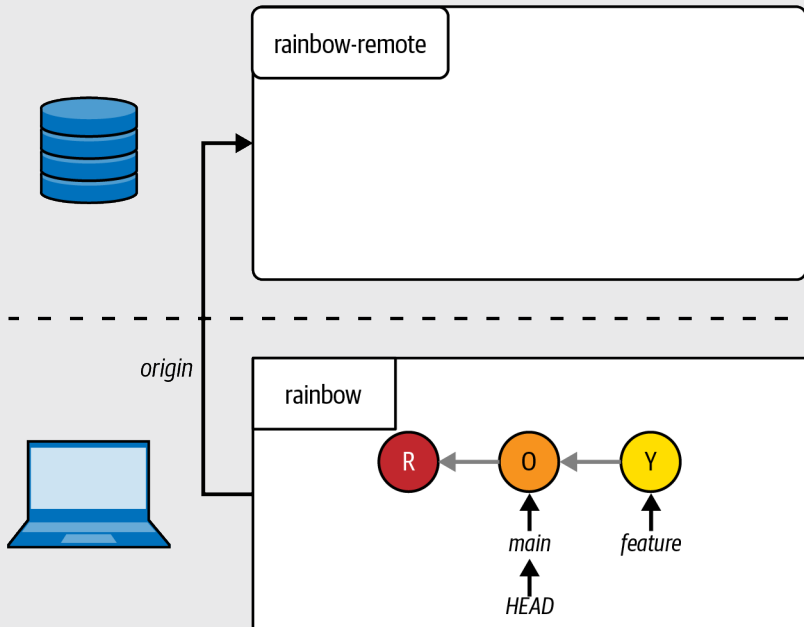 rainbow-remote
origin
rainbow
R O Y
main feature
HEAD